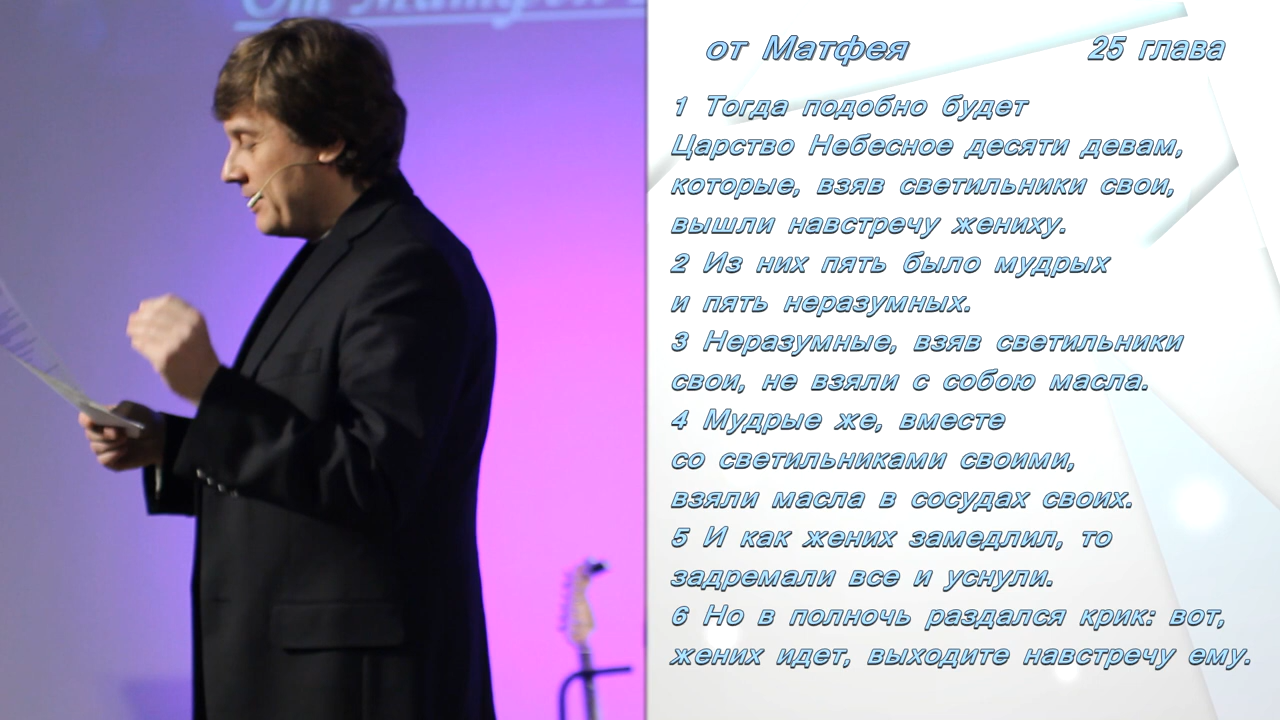 От Матфея
от Матфея 25 глава
1 Тогда подобно будет
Царство Небесное десяти девам,
которые, взяв светильники свои,
вышли навстречу жениху.
2 Из них пять было мудрых
и пять неразумных.
3 Неразумные, взяв светильники
свои, не взяли с собою масла.
4 Мудрые же, вместе
со светильниками своими,
взяли масла в сосудах своих.
5 И как жених замедлил, то
задремали все и уснули.
6 Но в полночь раздался крик: вот,
жених идет, выходите навстречу ему.